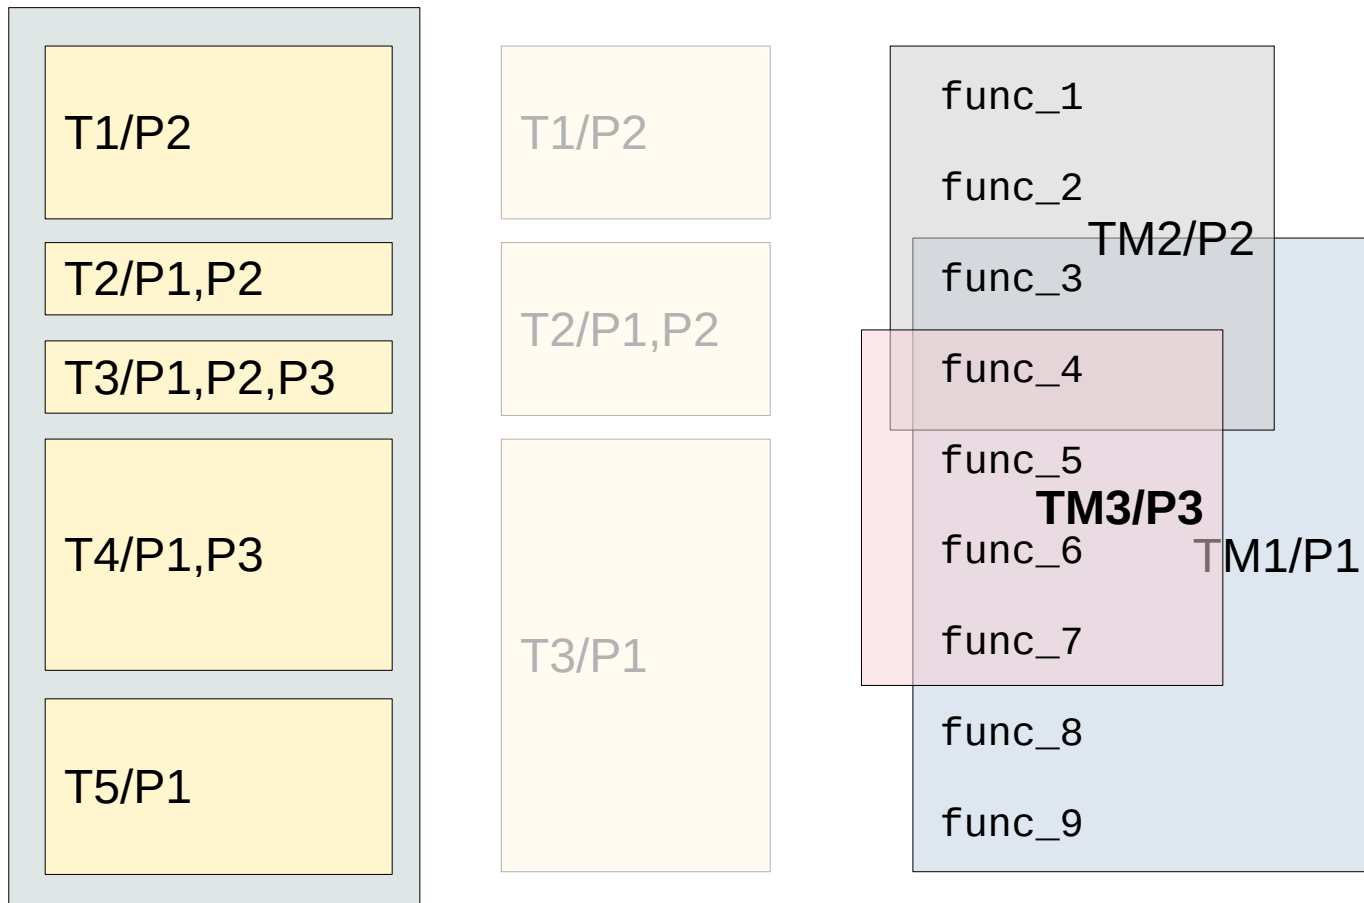 T1/P2
T2/P1,P2
T3/P1,P2,P3
T4/P1,P3
T5/P1
T1/P2
T2/P1,P2
T3/P1
func_1
func_2
TM2/P2
func_3
func_4
func_5
TM3/P3
func_6
TM1/P1
func_7
func_8
func_9